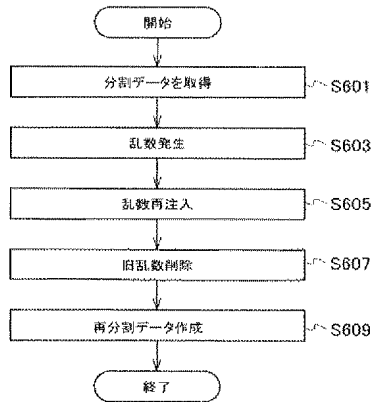 開始
分割データを取得 S601
乱数発生 S603
乱数再注入 S605
旧乱数削除 S607
再分割データ作成 S609
終了